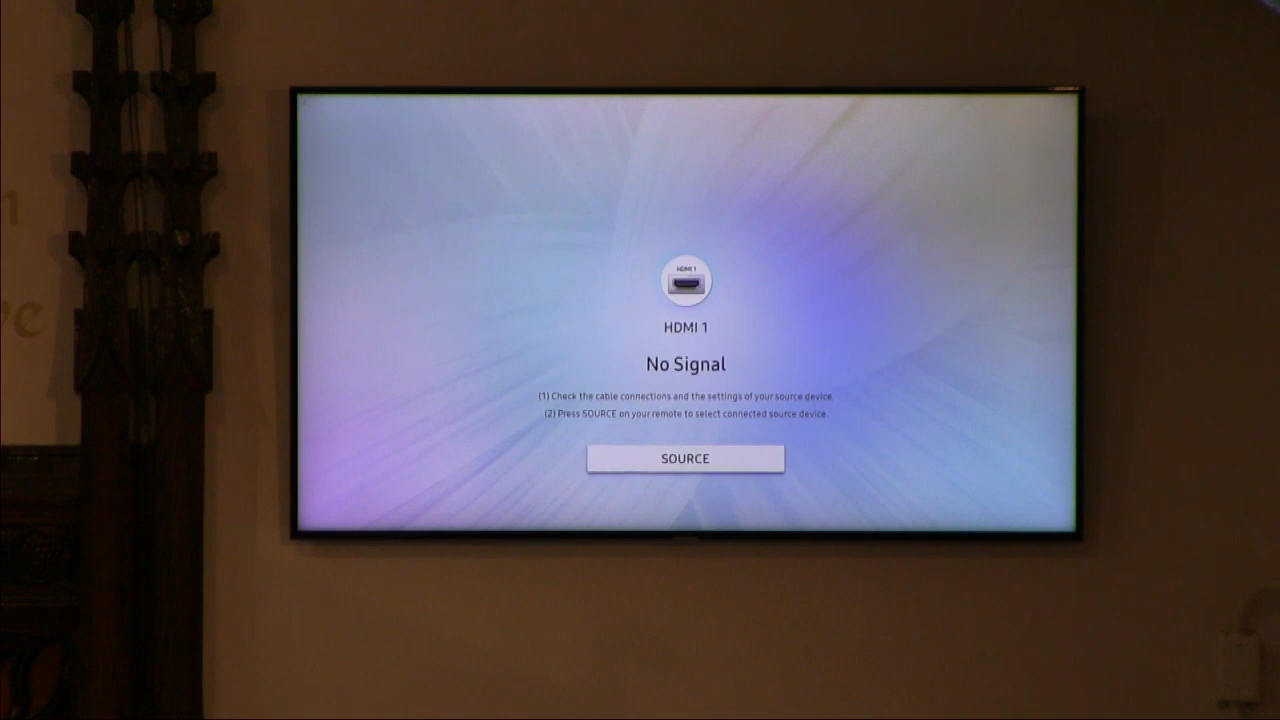 HDMI 1
HDMI 1
No Signal
(1) Check the cable connections and the settings of your source device.
(2) Press SOURCE on your remote to select connected source device.
SOURCE